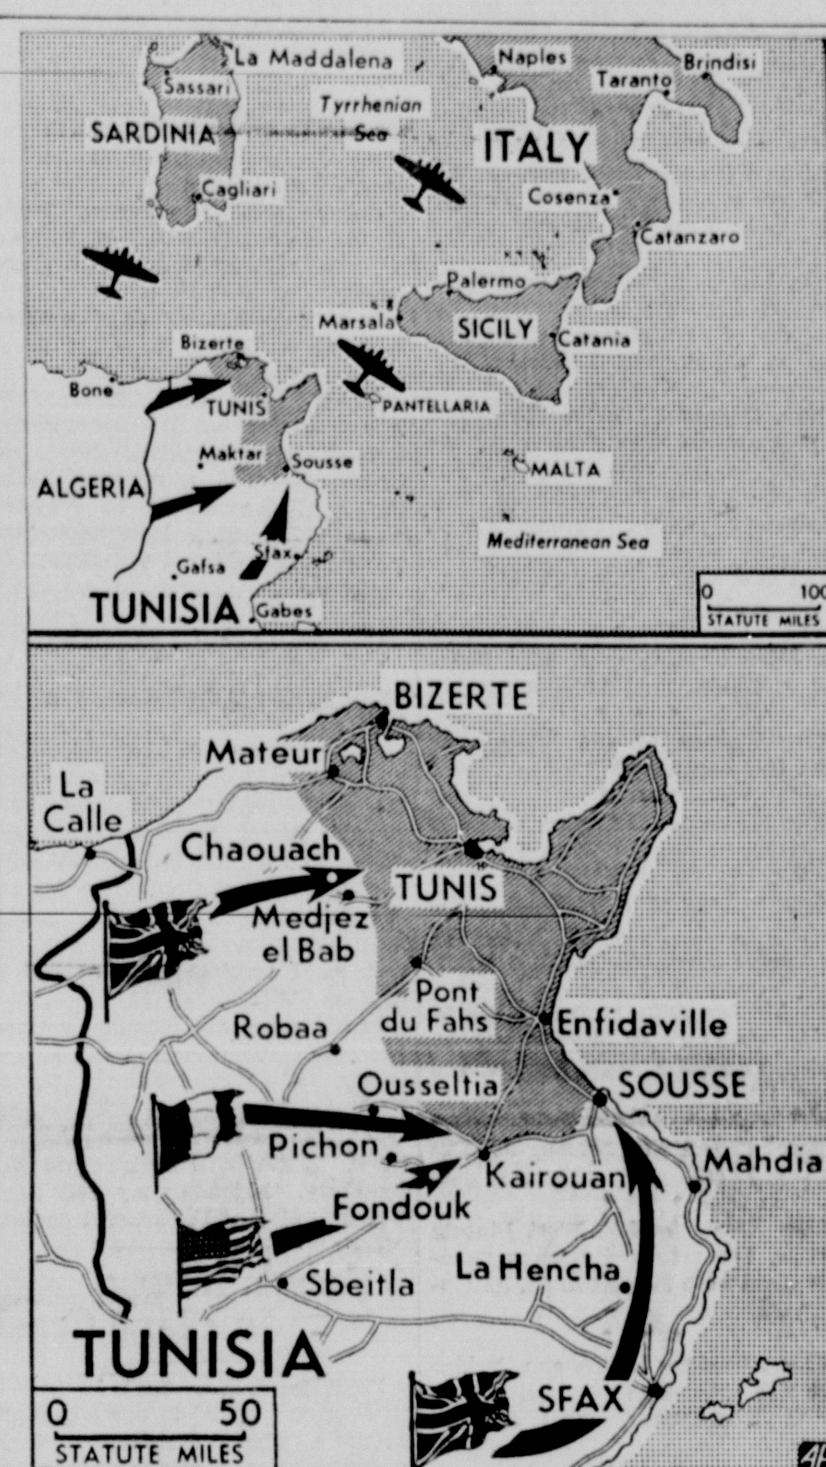 La Maddalena
Naples
Brindisi
Taranto
Sassari
Tyrrhenian
Sea
SARDINIA
ITALY
Cagliari
Cosenza
Catanzaro
Palermo
Marsala
SICILY
Catania
Bizerte
Bone
TUNIS
PANTELLARIA
Maktar
Sousse
MALTA
ALGERIA
Mediterranean Sea
Sfax
Gafsa
TUNISIA
Gabes
0 100
STATUTE MILES
BIZERTE
Mateur
La
Calle
Chaouach
TUNIS
Medjez
el Bab
Pont
du Fahs
Robaa
Enfidaville
Ousseltia
SOUSSE
Pichon
Kairouan
Mahdia
Fondouk
La Hencha
Sbeitla
TUNISIA
SFAX
0 50
STATUTE MILES